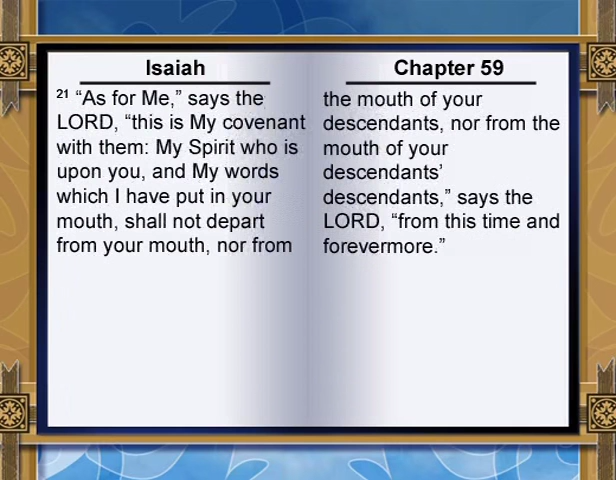 Isaiah
21 “As for Me,” says the
LORD, “this is My covenant
with them: My Spirit who is
upon you, and My words
which I have put in your
mouth, shall not depart
from your mouth, nor from
Chapter 59
the mouth of your
descendants, nor from the
mouth of your
descendants’
descendants,” says the
LORD, “from this time and
forevermore.”